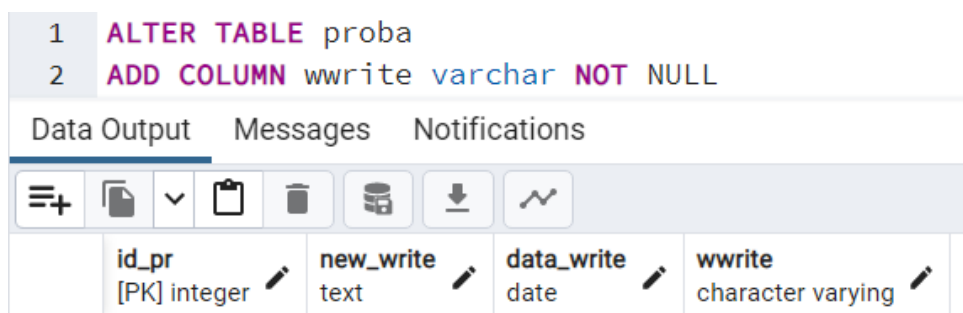 1 ALTER TABLE proba
2 ADD COLUMN wwrite varchar NOT NULL
Data Output Messages Notifications
id_pr new_write data_write wwrite
[PK] integer text date character varying